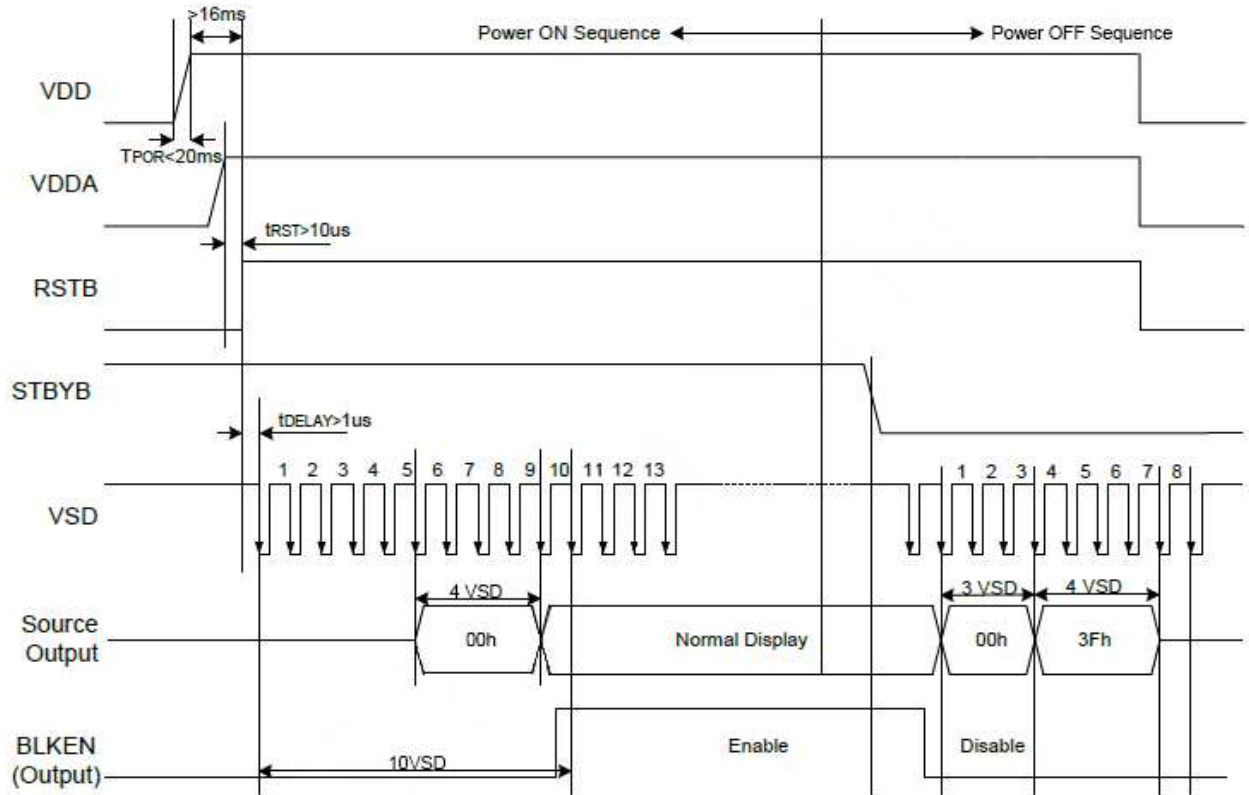 >16ms
Power ON Sequence
Power OFF Sequence
VDD
TPOR<20ms
VDDA
tRST>10us
RSTB
STBYB
tDELAY>1us
1 2 3 4 5 6 7 8 9 10 11 12 13
1 2 3 4 5 6 7 8
VSD
4 VSD
3 VSD
4 VSD
Source
Output
00h
Normal Display
00h
3Fh
BLKEN
(Output)
Enable
Disable
10VSD